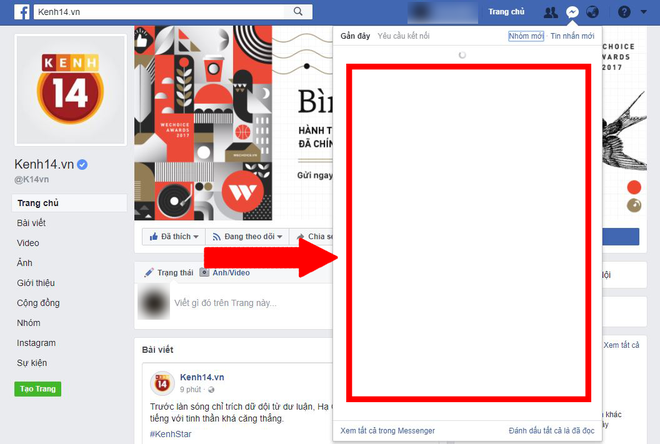 Kenh14.vn
Trang chủ
KENH
14
WECHOICE
AWARDS
2017
WECHOICE.VN
Bìn
HÀNH T
ĐÃ CHÍN
Gửi ngay
Gần đây Yêu cầu kết nối Nhóm mới · Tin nhắn mới
Kenh14.vn
@K14vn
Trang chủ
Bài viết
Video
Ảnh
Giới thiệu
Cộng đồng
Nhóm
Instagram
Sự kiện
Tạo Trang
Đã thích Đang theo dõi Chia sẻ
Trạng thái Ảnh/Video
Viết gì đó trên Trang này...
Bài viết
KENH
14
Kenh14.vn
9 phút ·
Trước làn sóng chỉ trích dữ dội từ dư luận, Hạ
tiếng với tinh thần khá căng thẳng.
#KenhStar
Xem tất cả
khác
Xem tất cả trong Messenger Đánh dấu tất cả là đã đọc